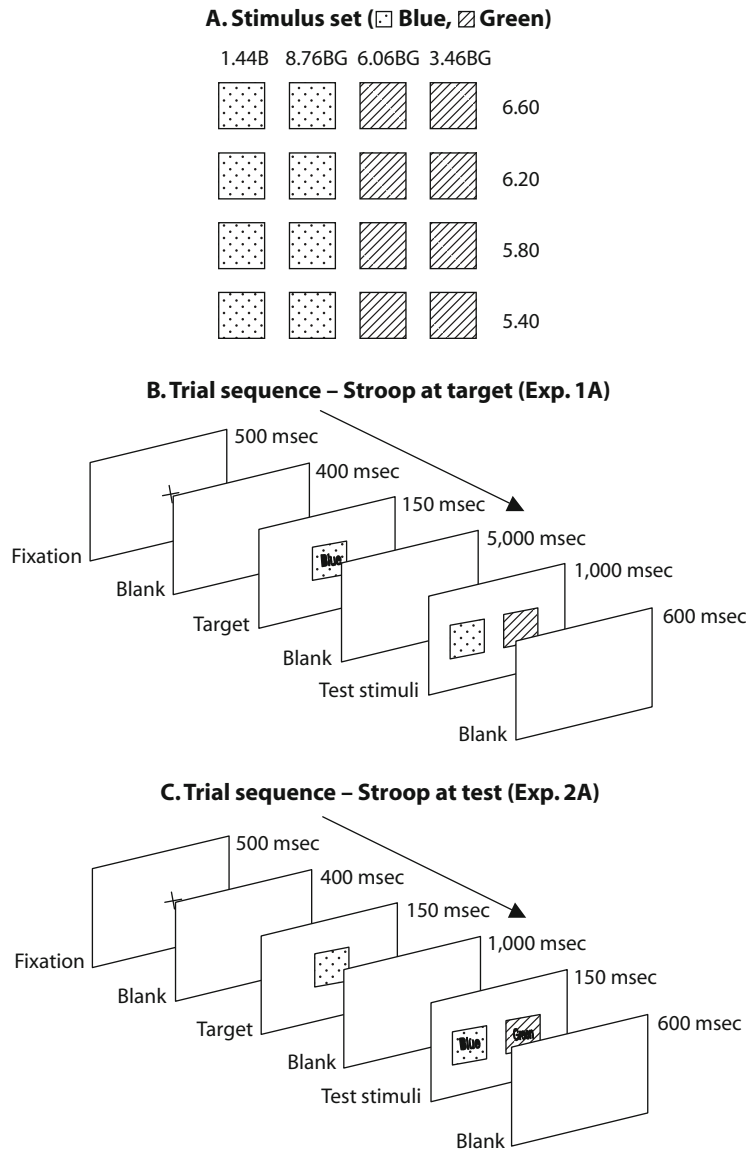 A. Stimulus set (Blue, Green)
1.44B 8.76BG 6.06BG 3.46BG
6.60
6.20
5.80
5.40
B. Trial sequence – Stroop at target (Exp. 1A)
500 msec
400 msec
150 msec
5,000 msec
1,000 msec
600 msec
Fixation
Blank
Target
Blue
Blank
Test stimuli
Blank
C. Trial sequence – Stroop at test (Exp. 2A)
500 msec
400 msec
150 msec
1,000 msec
150 msec
600 msec
Fixation
Blank
Target
Blank
Blue Green
Test stimuli
Blank